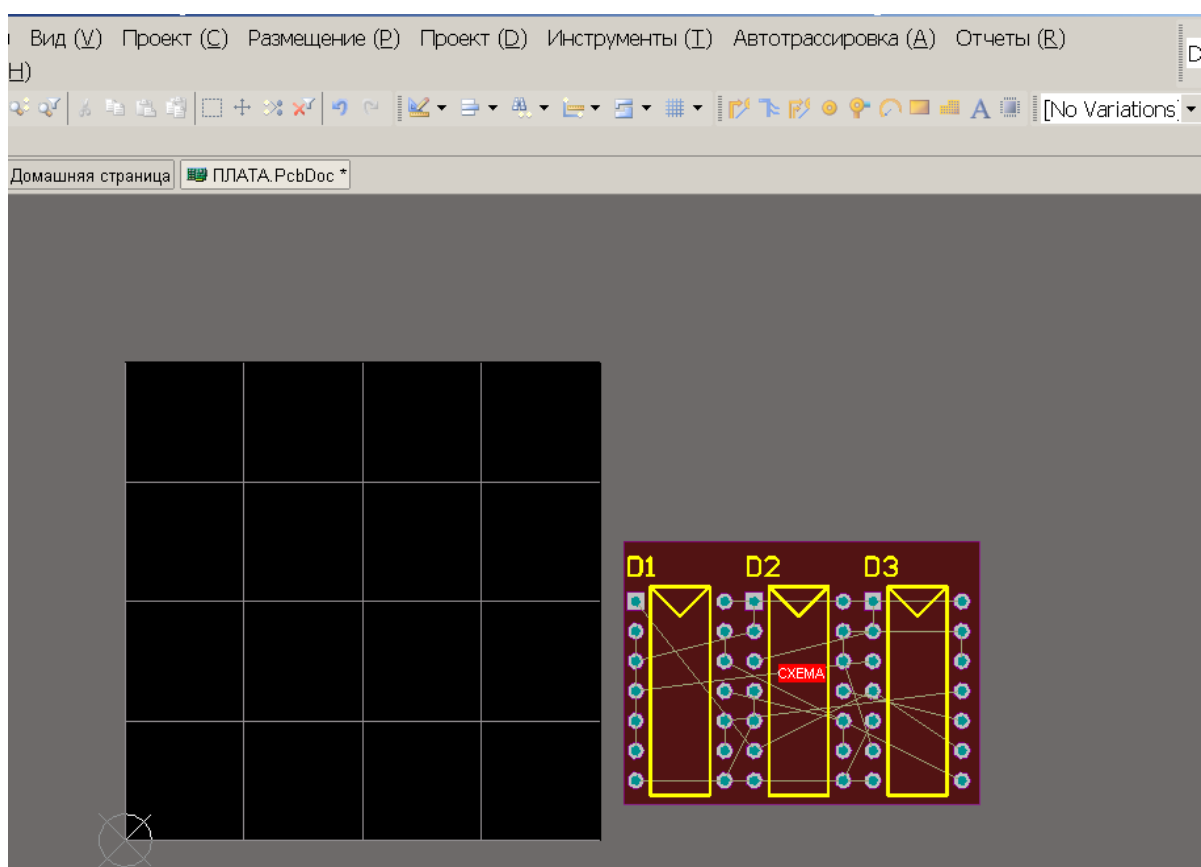 Вид (V) Проект (C) Размещение (P) Проект (D) Инструменты (T) Автотрассировка (A) Отчеты (R)
H)
[No Variations]
Домашняя страница ПЛАТА.PcbDoc *
D1 D2 D3
СХЕМА